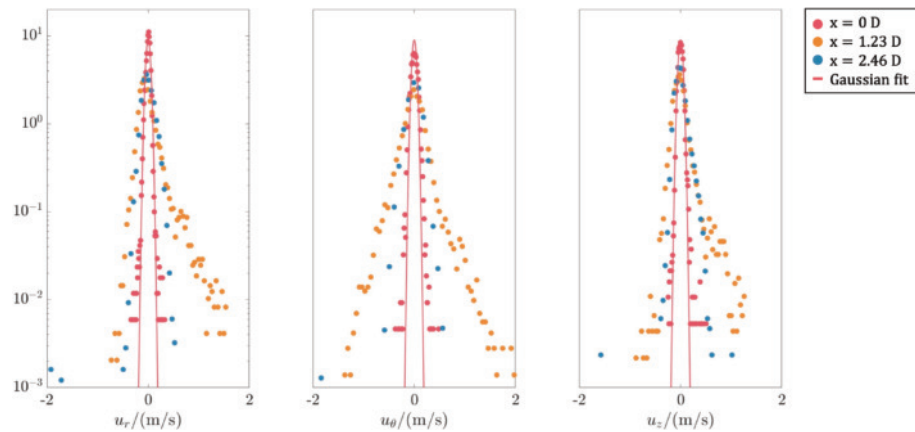 x = 0 D
x = 1.23 D
x = 2.46 D
Gaussian fit
10¹
10⁰
10⁻¹
10⁻²
10⁻³
-2 0 2 -2 0 2 -2 0 2
u_r/(m/s) u_θ/(m/s) u_z/(m/s)